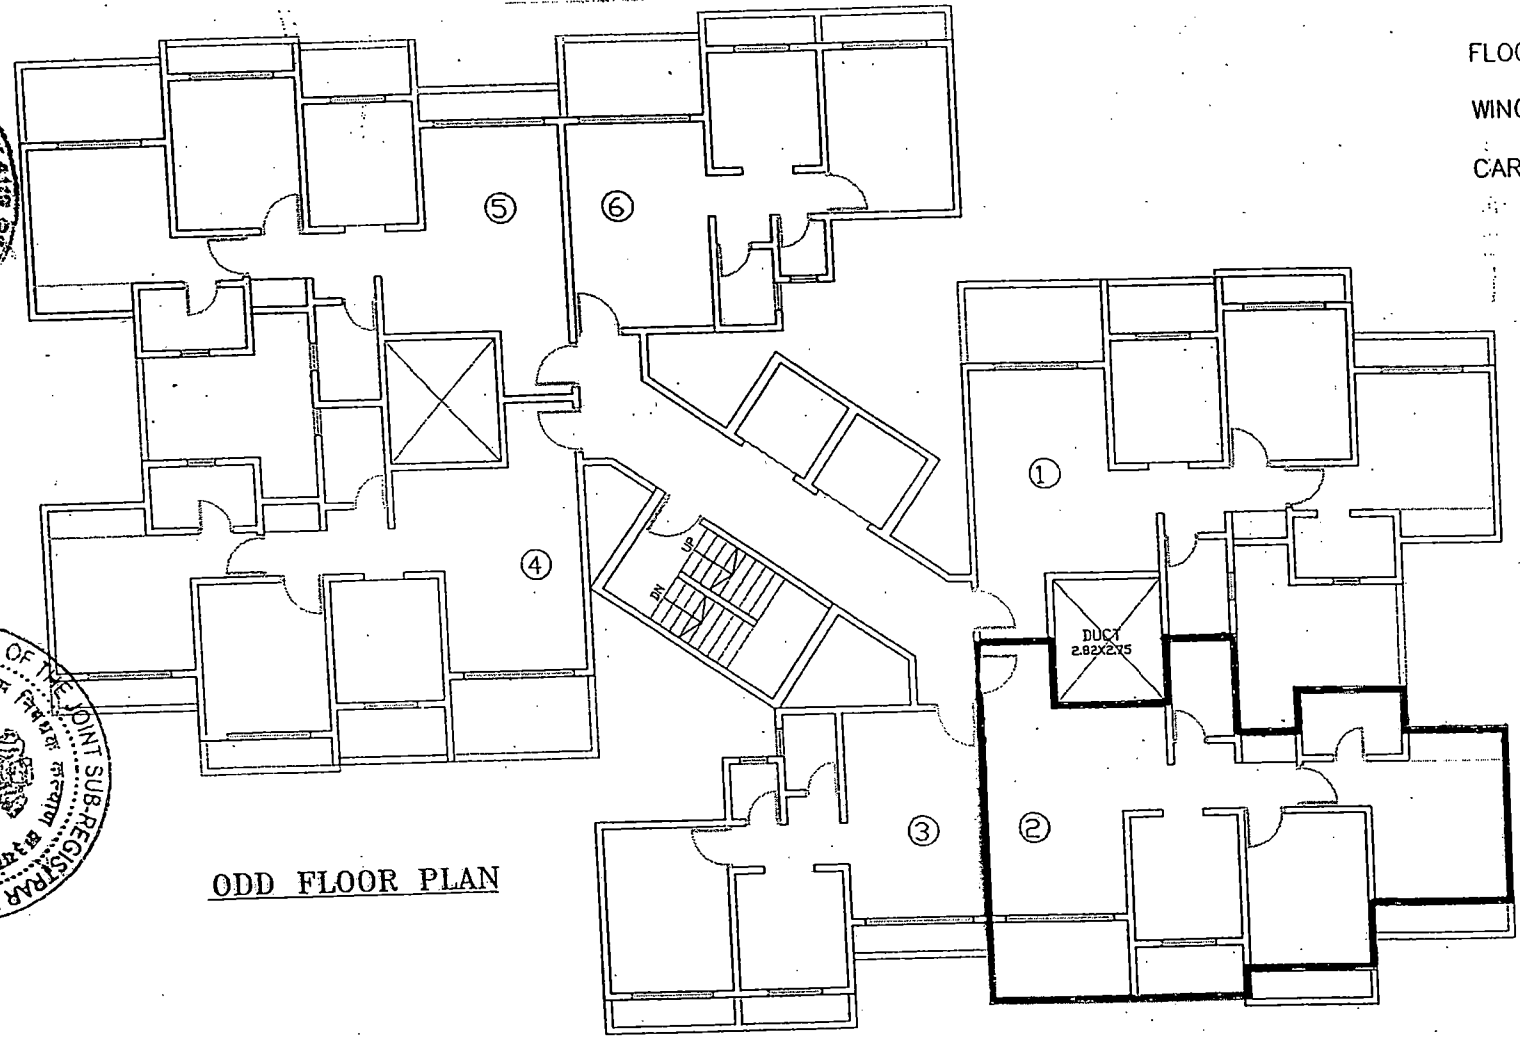 FLOO
WING
CAR
⑤
⑥
①
④
UP
DN
DUCT
2.82X2.75
③
②
OF THE JOINT SUB-REGISTRAR
ODD FLOOR PLAN